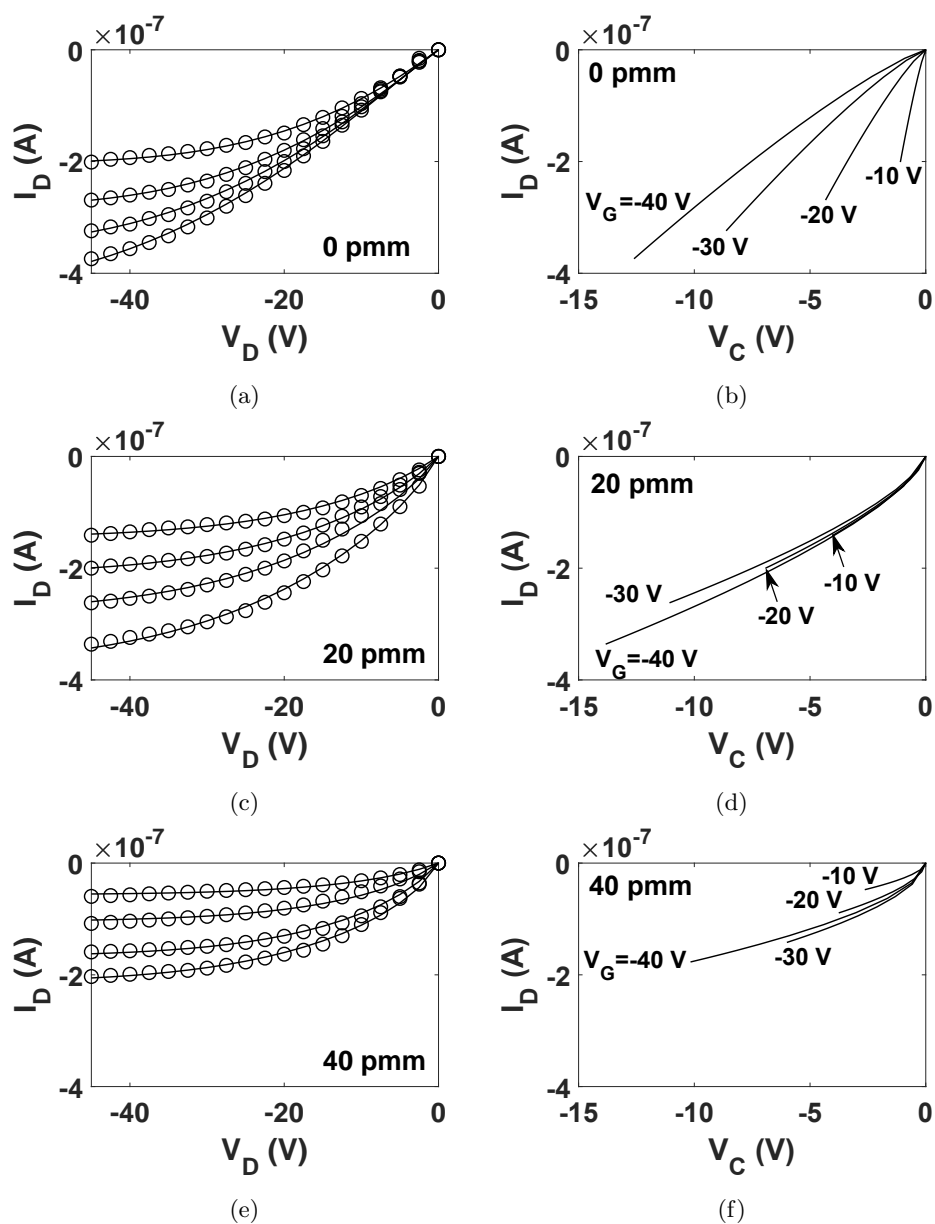 ×10⁻⁷
0
-2
-4
I_D (A)
-40
-20
0
V_D (V)
0 pmm
(a)
0
-2
-4
I_D (A)
0 pmm
V_G=-40 V
-30 V
-20 V
-10 V
-15
-10
-5
0
V_C (V)
(b)
×10⁻⁷
0
-2
-4
I_D (A)
20 pmm
-40
-20
0
V_D (V)
(c)
×10⁻⁷
0
-2
-4
I_D (A)
20 pmm
-30 V
-20 V
-10 V
V_G=-40 V
-15
-10
-5
0
V_C (V)
(d)
×10⁻⁷
0
-2
-4
I_D (A)
40 pmm
-40
-20
0
V_D (V)
(e)
×10⁻⁷
0
-2
-4
I_D (A)
40 pmm
-10 V
-20 V
V_G=-40 V
-30 V
-15
-10
-5
0
V_C (V)
(f)